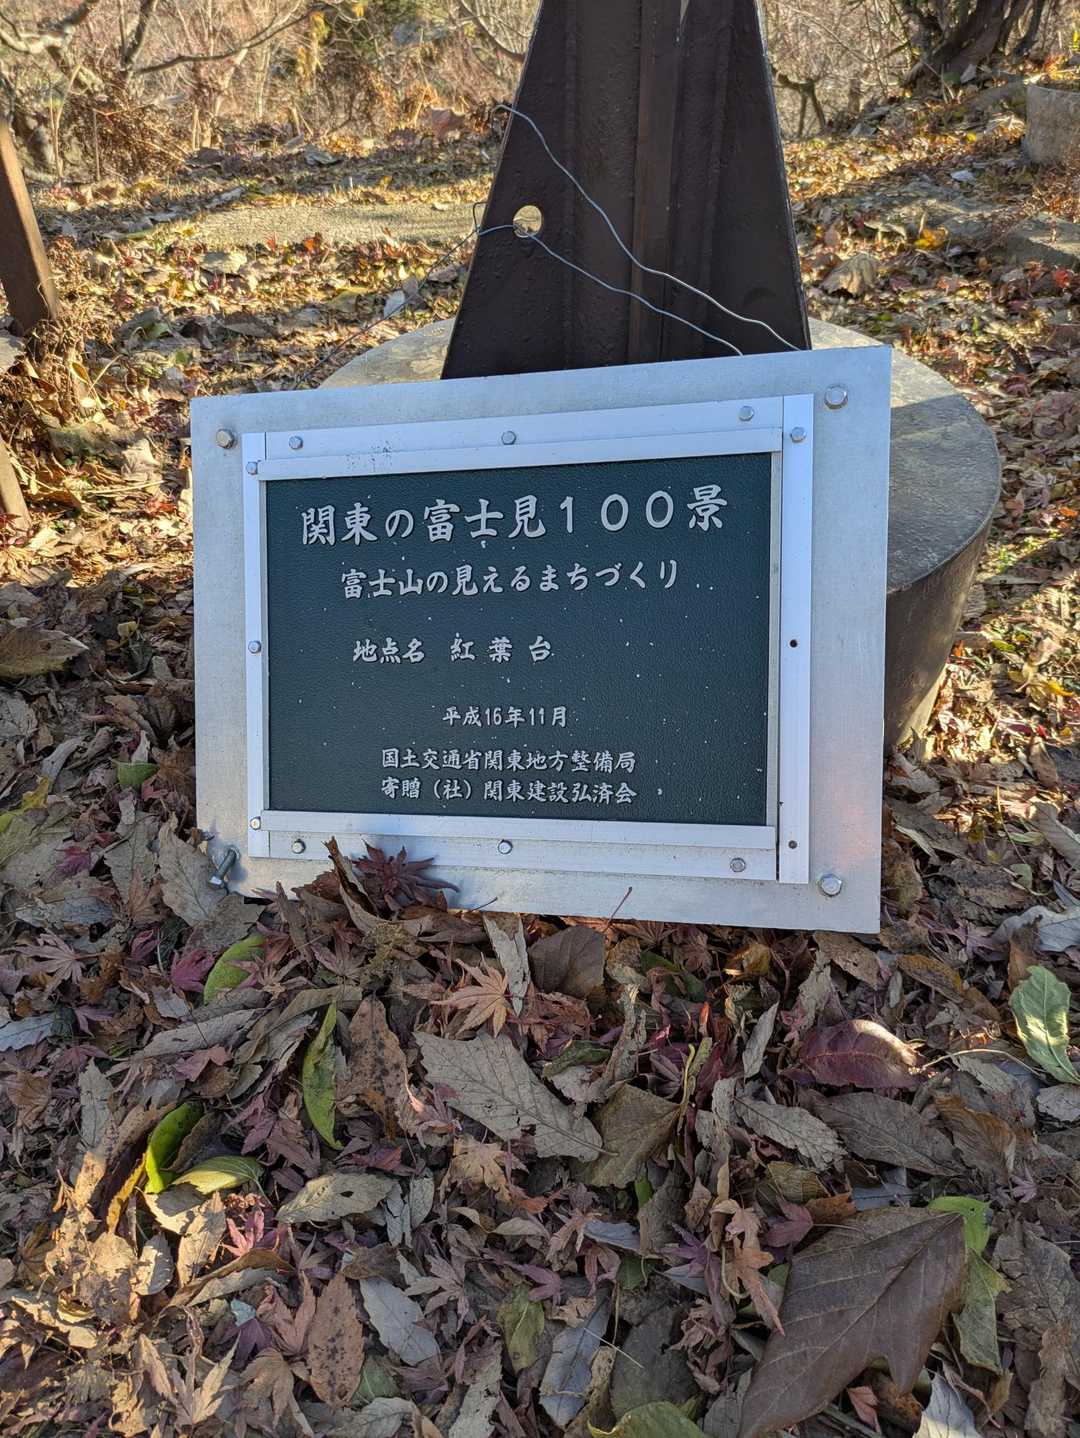 関東の富士見１００景
富士山の見えるまちづくり
地点名　紅葉台
平成16年11月
国土交通省関東地方整備局
寄贈（社）関東建設弘済会